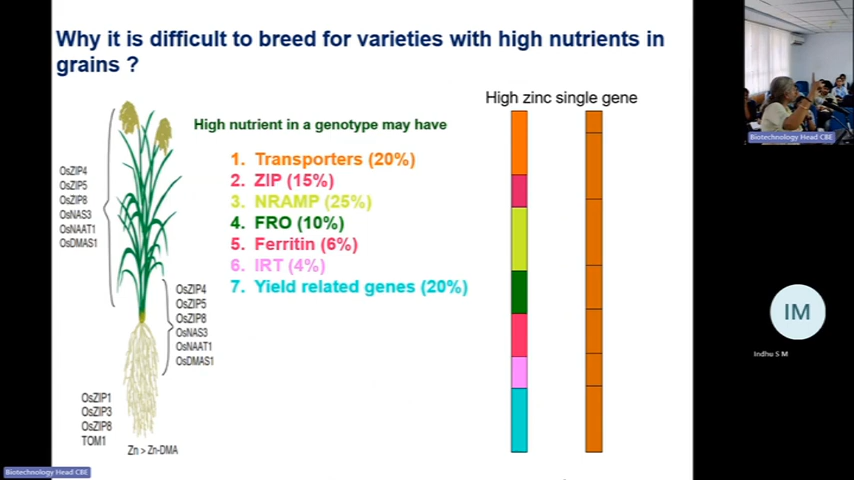 Why it is difficult to breed for varieties with high nutrients in
grains ?
High zinc single gene
High nutrient in a genotype may have
1. Transporters (20%)
2. ZIP (15%)
3. NRAMP (25%)
4. FRO (10%)
5. Ferritin (6%)
6. IRT (4%)
7. Yield related genes (20%)
OsZIP4
OsZIP5
OsZIP8
OsNAS3
OsNAAT1
OsDMAS1
OsZIP4
OsZIP5
OsZIP8
OsNAS3
OsNAAT1
OsDMAS1
OsZIP1
OsZIP3
OsZIP8
TOM1
Zn > Zn-DMA
Biotechnology Head CBE
IM
Indhu S M
Biotechnology Head CBE